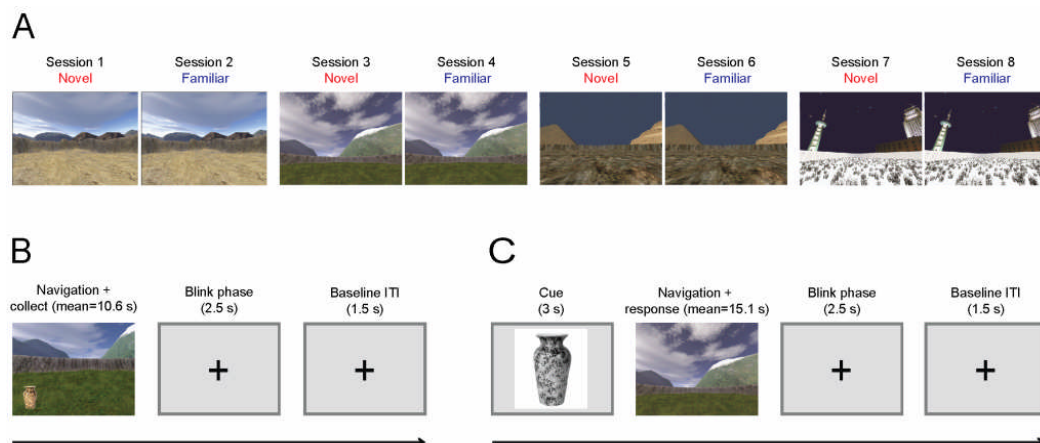 A
Session 1 Session 2 Session 3 Session 4 Session 5 Session 6 Session 7 Session 8
Novel Familiar Novel Familiar Novel Familiar Novel Familiar
B C
Navigation + Blink phase Baseline ITI Cue Navigation + Blink phase Baseline ITI
collect (mean=10.6 s) (2.5 s) (1.5 s) (3 s) response (mean=15.1 s) (2.5 s) (1.5 s)